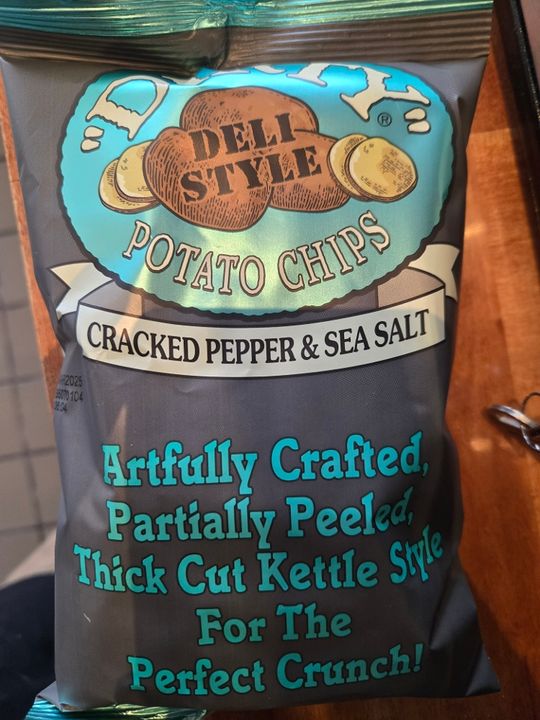 DELI
STYLE
POTATO CHIPS
CRACKED PEPPER & SEA SALT
Artfully Crafted,
Partially Peeled,
Thick Cut Kettle Style
For The
Perfect Crunch!